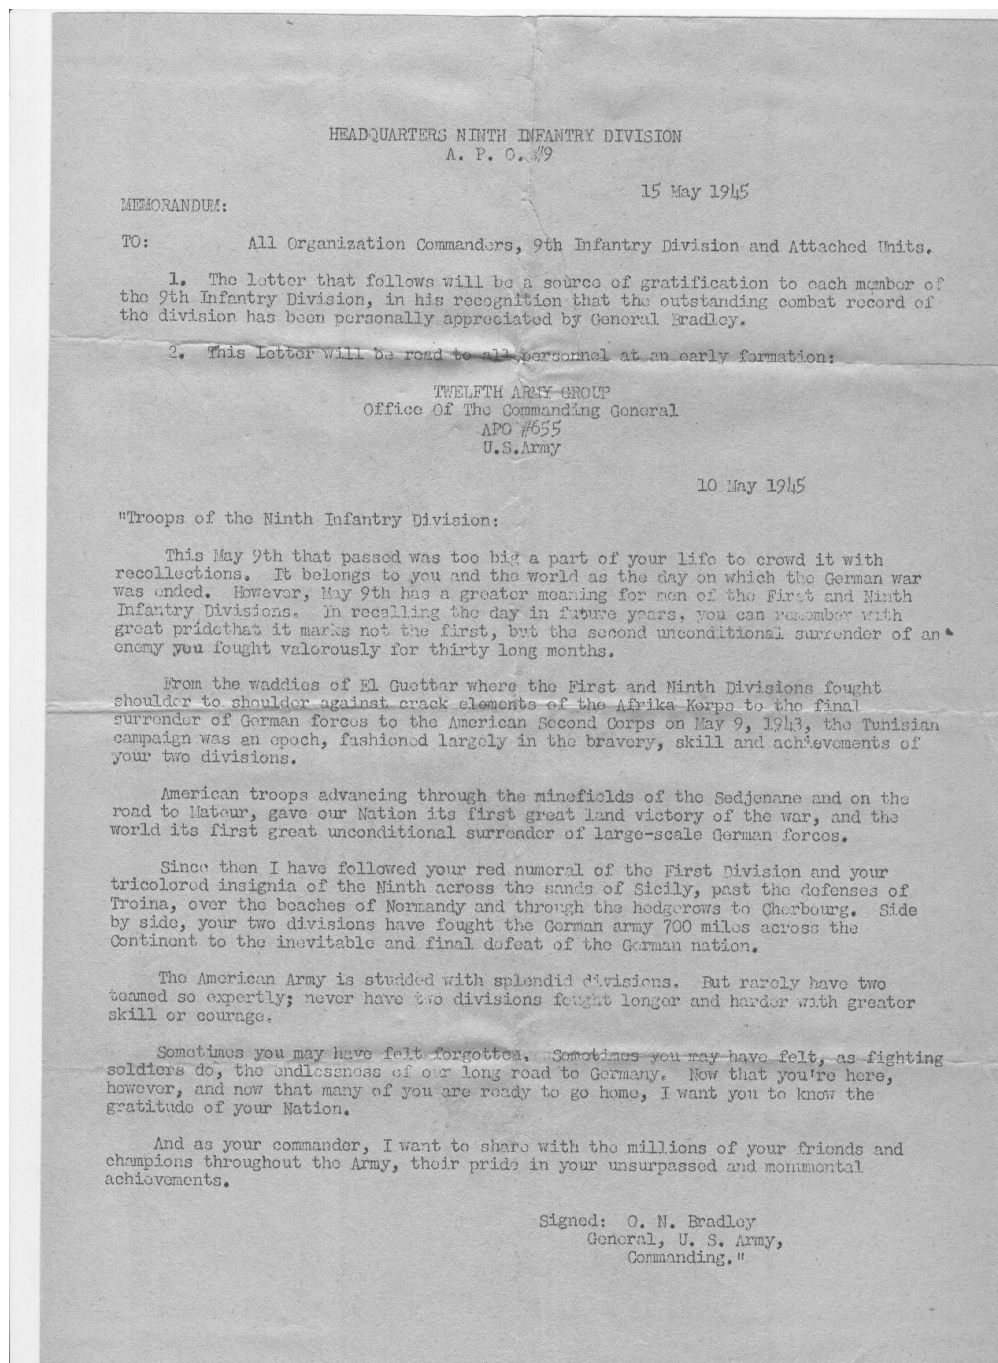 HEADQUARTERS NINTH INFANTRY DIVISION
A. P. O. #9
15 May 1945
MEMORANDUM:
TO: All Organization Commanders, 9th Infantry Division and Attached Units.
1. The letter that follows will be a source of gratification to each member of
the 9th Infantry Division, in his recognition that the outstanding combat record of
the division has been personally appreciated by General Bradley.
2. This letter will be read to all personnel at an early formation:
TWELFTH ARMY GROUP
Office Of The Commanding General
APO #655
U.S.Army
10 May 1945
"Troops of the Ninth Infantry Division:
This May 9th that passed was too big a part of your life to crowd it with
recollections. It belongs to you and the world as the day on which the German war
was ended. However, May 9th has a greater meaning for men of the First and Ninth
Infantry Divisions. In recalling the day in future years, you can remember with
great pridethat it marks not the first, but the second unconditional surrender of an
enemy you fought valorously for thirty long months.
From the waddies of El Guettar where the First and Ninth Divisions fought
shoulder to shoulder against crack elements of the Afrika Korps to the final
surrender of German forces to the American Second Corps on May 9, 1943, the Tunisian
campaign was an epoch, fashioned largely in the bravery, skill and achievements of
your two divisions.
American troops advancing through the minefields of the Sedjenane and on the
road to Mateur, gave our Nation its first great land victory of the war, and the
world its first great unconditional surrender of large-scale German forces.
Since then I have followed your red numeral of the First Division and your
tricolored insignia of the Ninth across the sands of Sicily, past the defenses of
Troina, over the beaches of Normandy and through the hedgerows to Cherbourg. Side
by side, your two divisions have fought the German army 700 miles across the
Continent to the inevitable and final defeat of the German nation.
The American Army is studded with splendid divisions. But rarely have two
teamed so expertly; never have two divisions fought longer and harder with greater
skill or courage.
Sometimes you may have felt forgotten. Sometimes you may have felt, as fighting
soldiers do, the endlessness of our long road to Germany. Now that you're here,
however, and now that many of you are ready to go home, I want you to know the
gratitude of your Nation.
And as your commander, I want to share with the millions of your friends and
champions throughout the Army, their pride in your unsurpassed and monumental
achievements.
Signed: O. N. Bradley
General, U. S. Army,
Commanding."